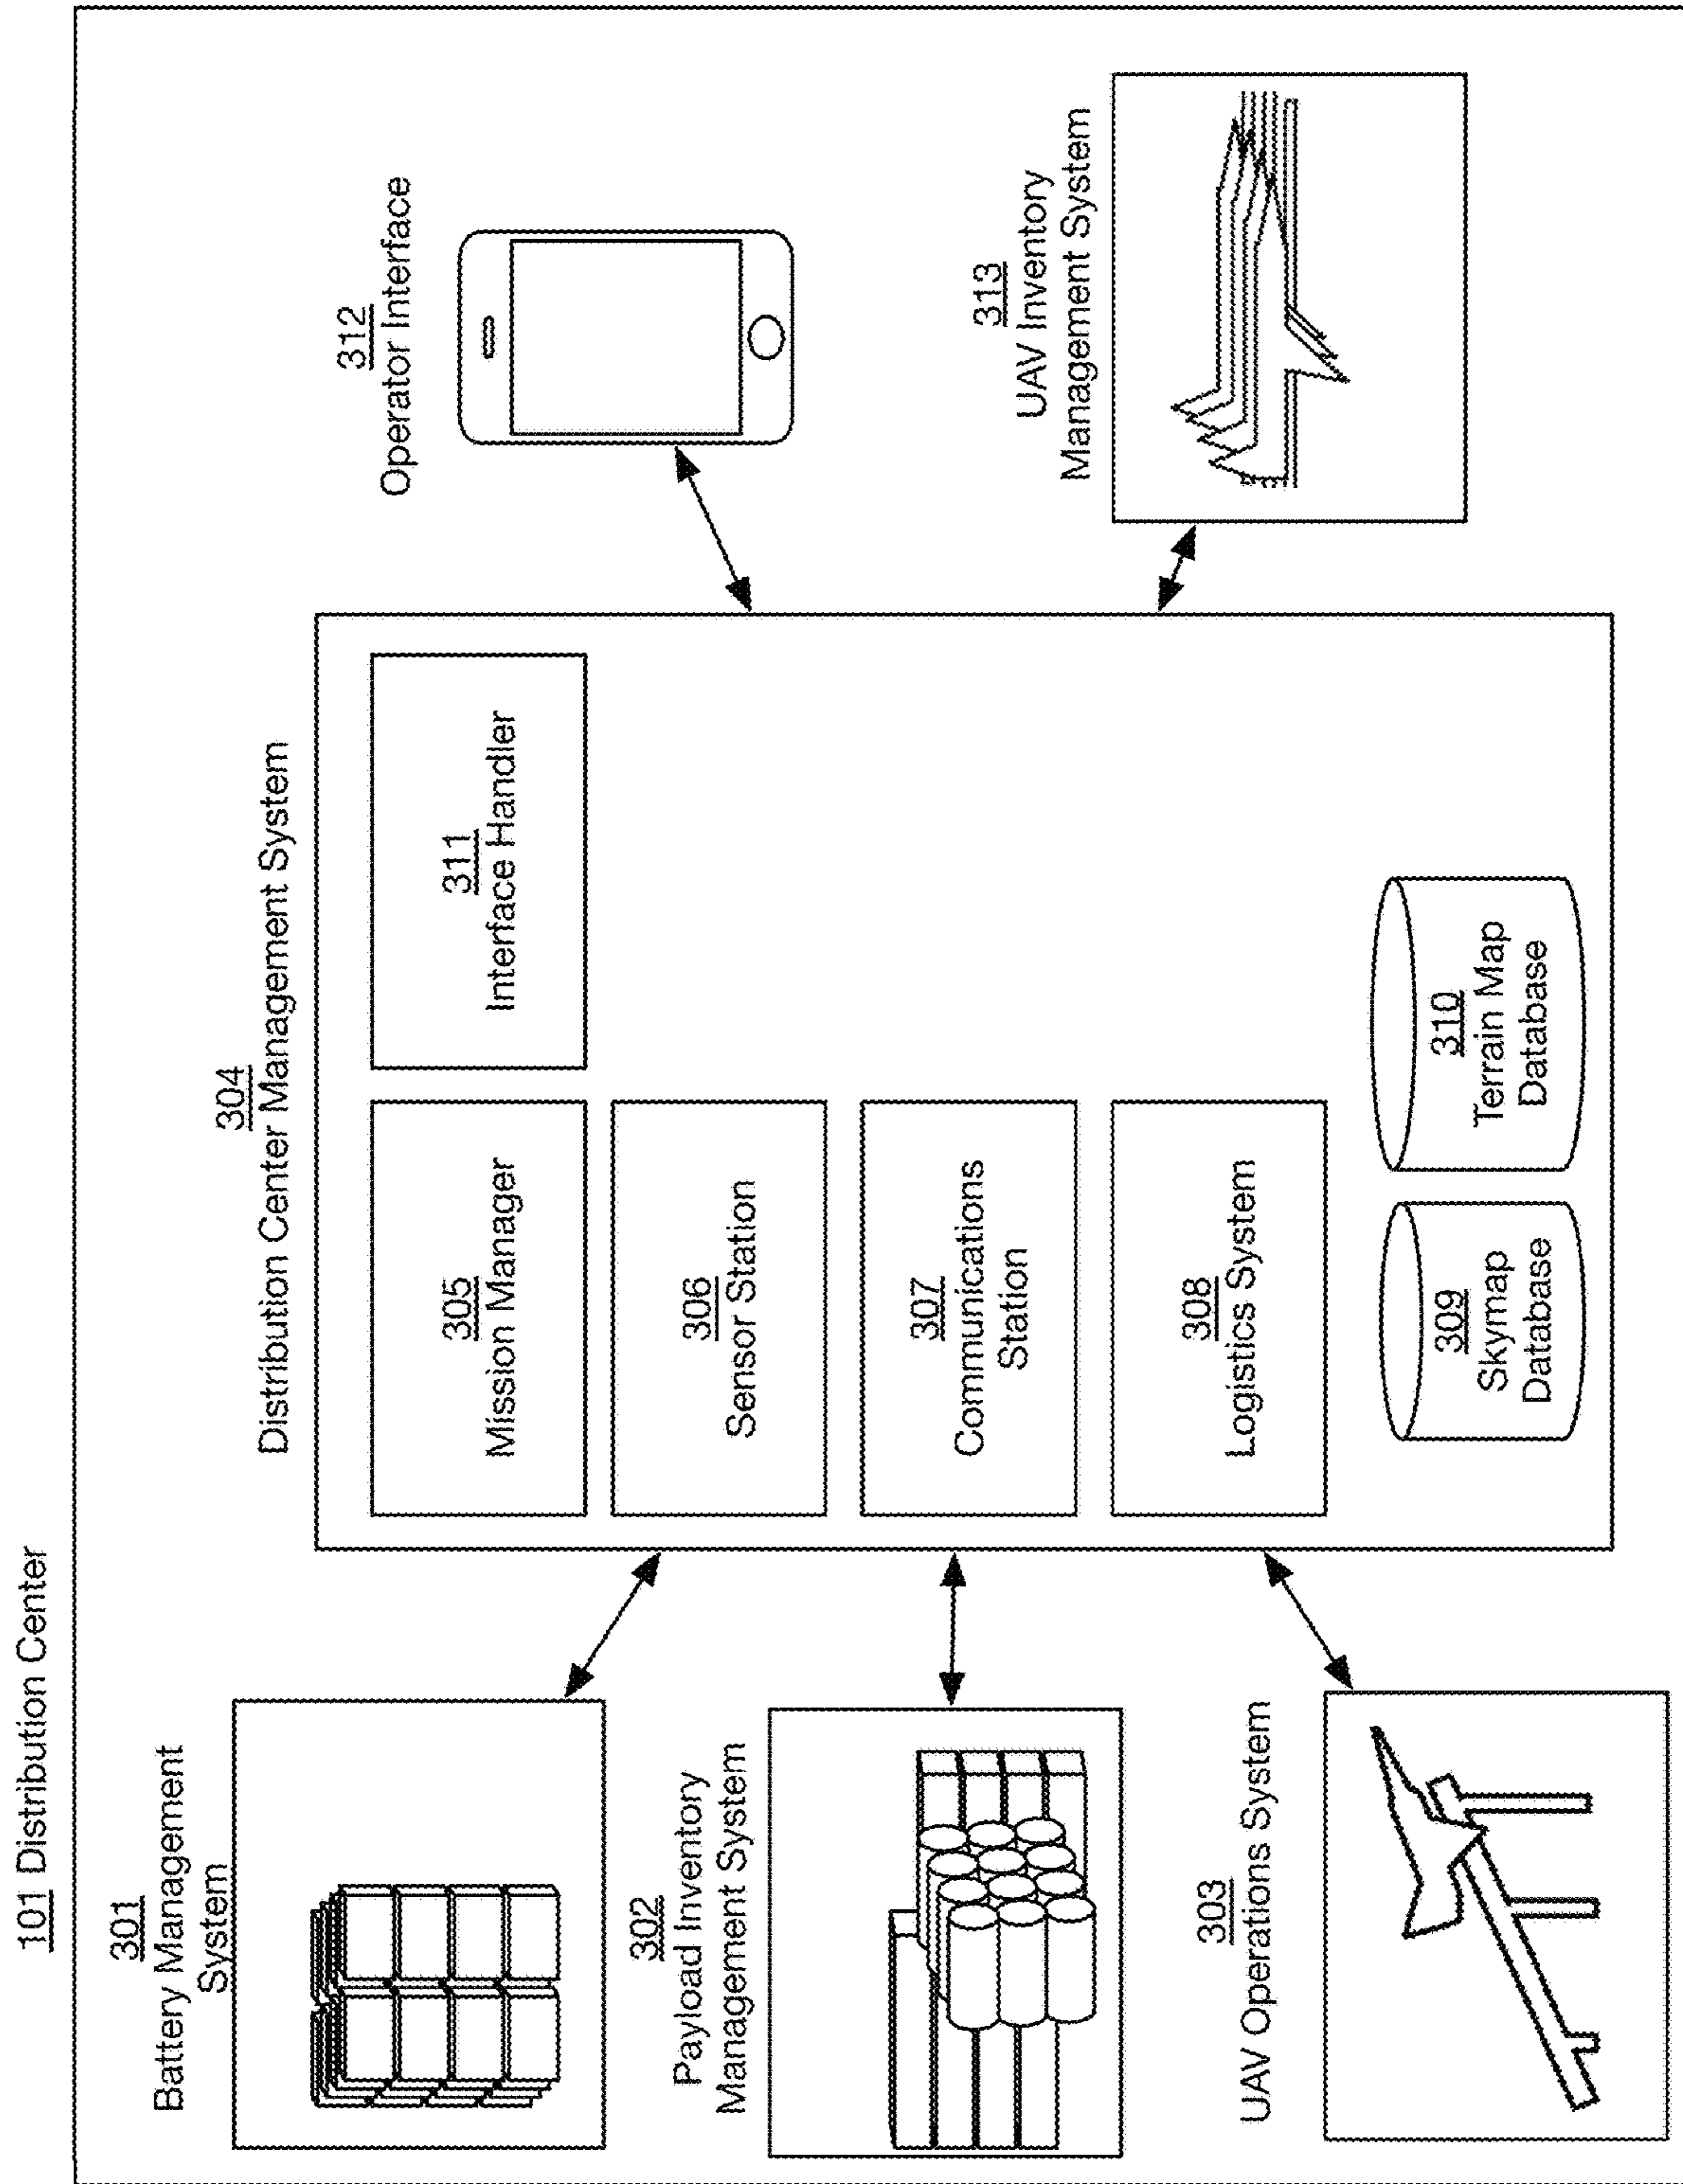 101 Distribution Center
301
Battery Management
System
302
Payload Inventory
Management System
303
UAV Operations System
304
Distribution Center Management System
305
Mission Manager
306
Sensor Station
307
Communications
Station
308
Logistics System
309
Skymap
Database
310
Terrain Map
Database
311
Interface Handler
312
Operator Interface
313
UAV Inventory
Management System